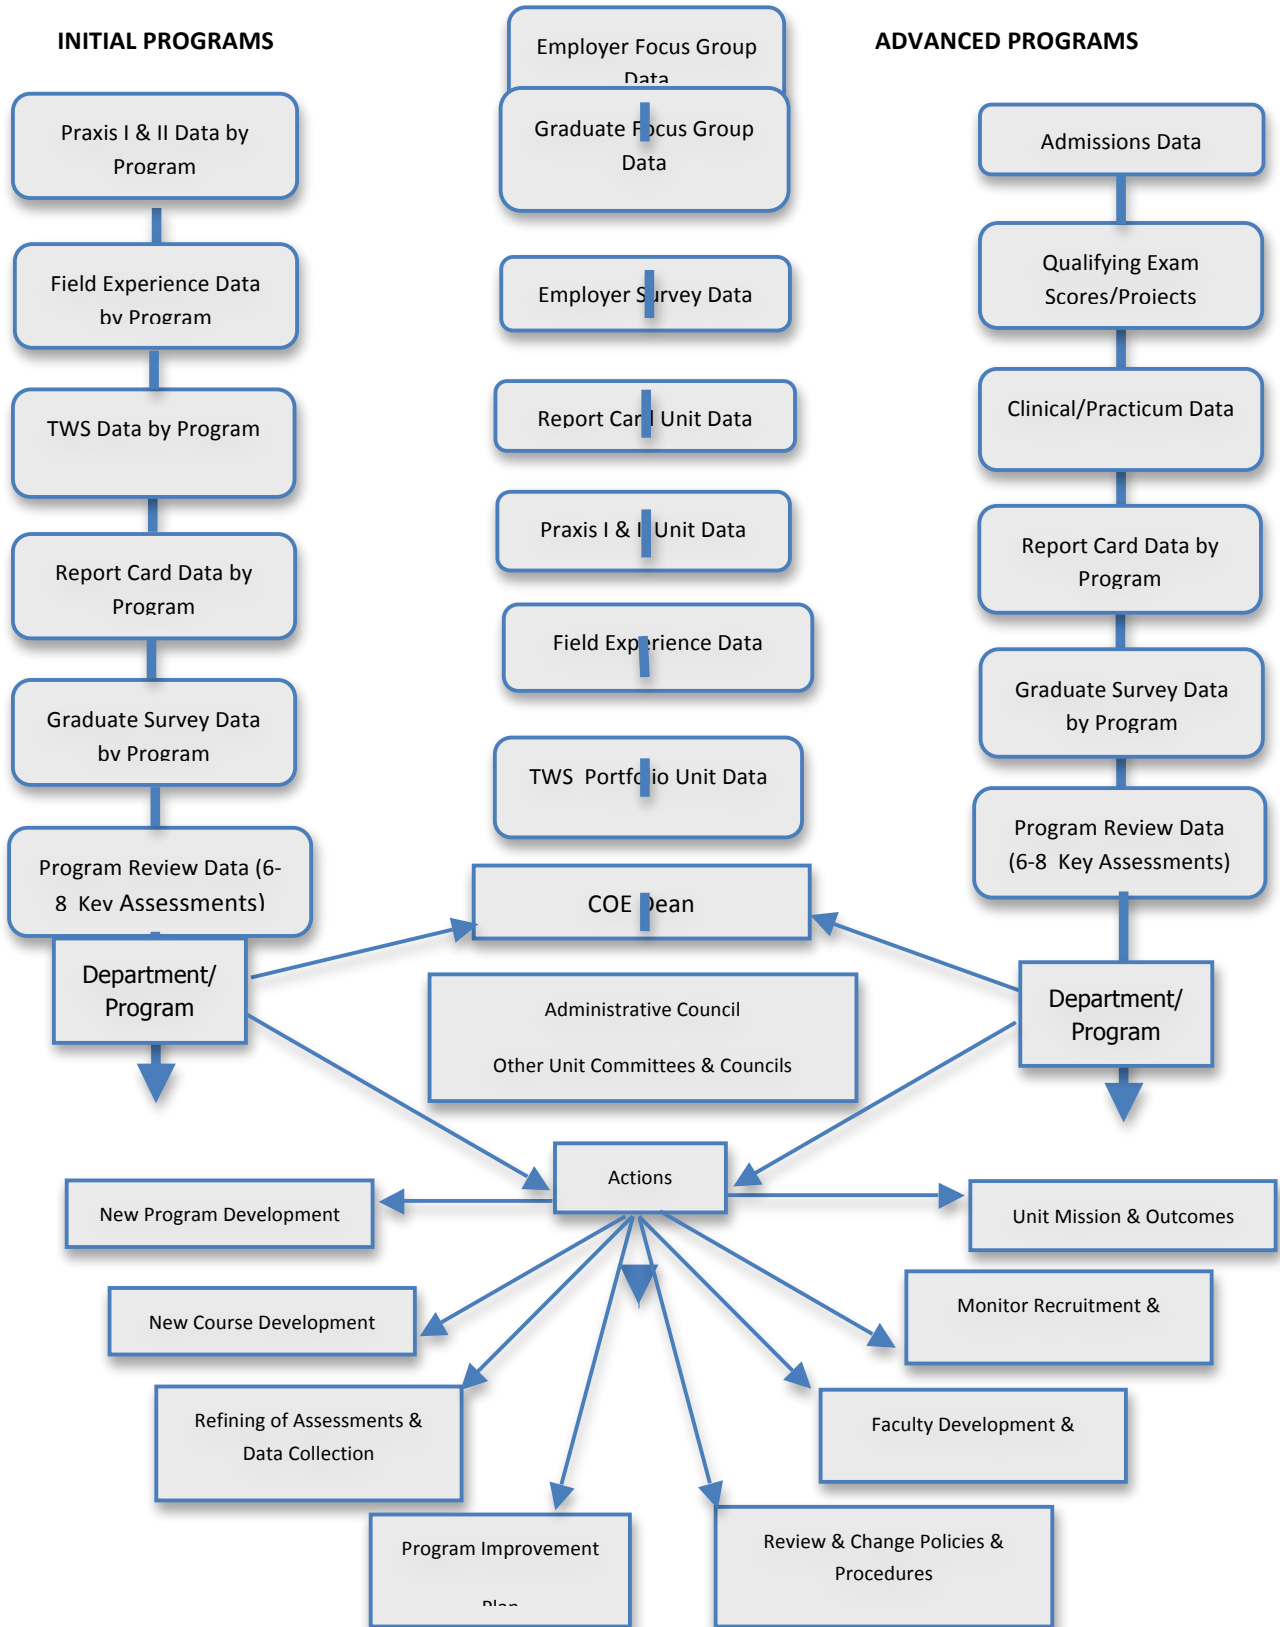 INITIAL PROGRAMS
Praxis I & II Data by
Program
Field Experience Data
by Program
TWS Data by Program
Report Card Data by
Program
Graduate Survey Data
by Program
Program Review Data (6-
8 Key Assessments)
Department/
Program
Employer Focus Group
Data
Graduate Focus Group
Data
Employer Survey Data
Report Card Unit Data
Praxis I & II Unit Data
Field Experience Data
TWS Portfolio Unit Data
COE Dean
Administrative Council
Other Unit Committees & Councils
ADVANCED PROGRAMS
Admissions Data
Qualifying Exam
Scores/Projects
Clinical/Practicum Data
Report Card Data by
Program
Graduate Survey Data
by Program
Program Review Data
(6-8 Key Assessments)
Department/
Program
Actions
New Program Development
New Course Development
Refining of Assessments &
Data Collection
Program Improvement
Plan
Review & Change Policies &
Procedures
Faculty Development &
Monitor Recruitment &
Unit Mission & Outcomes